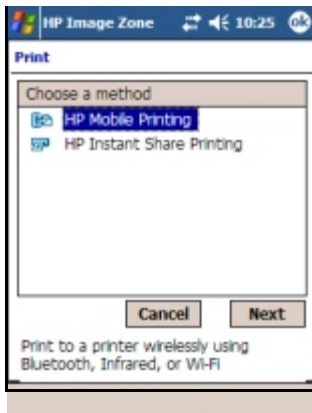 HP Image Zone 10:25 ok
Print
Choose a method
HP Mobile Printing
HP Instant Share Printing
Cancel Next
Print to a printer wirelessly using
Bluetooth, Infrared, or Wi-Fi